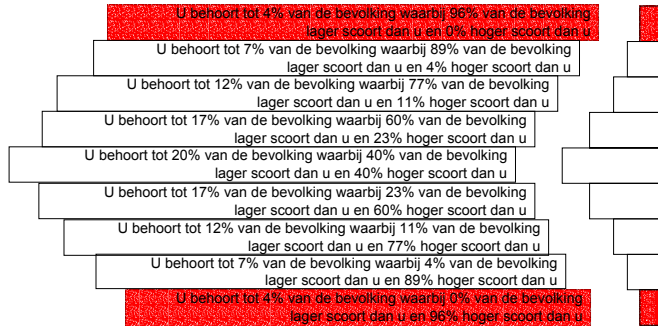 U behoort tot 4% van de bevolking waarbij 96% van de bevolking
lager scoort dan u en 0% hoger scoort dan u
U behoort tot 7% van de bevolking waarbij 89% van de bevolking
lager scoort dan u en 4% hoger scoort dan u
U behoort tot 12% van de bevolking waarbij 77% van de bevolking
lager scoort dan u en 11% hoger scoort dan u
U behoort tot 17% van de bevolking waarbij 60% van de bevolking
lager scoort dan u en 23% hoger scoort dan u
U behoort tot 20% van de bevolking waarbij 40% van de bevolking
lager scoort dan u en 40% hoger scoort dan u
U behoort tot 17% van de bevolking waarbij 23% van de bevolking
lager scoort dan u en 60% hoger scoort dan u
U behoort tot 12% van de bevolking waarbij 11% van de bevolking
lager scoort dan u en 77% hoger scoort dan u
U behoort tot 7% van de bevolking waarbij 4% van de bevolking
lager scoort dan u en 89% hoger scoort dan u
U behoort tot 4% van de bevolking waarbij 0% van de bevolking
lager scoort dan u en 96% hoger scoort dan u